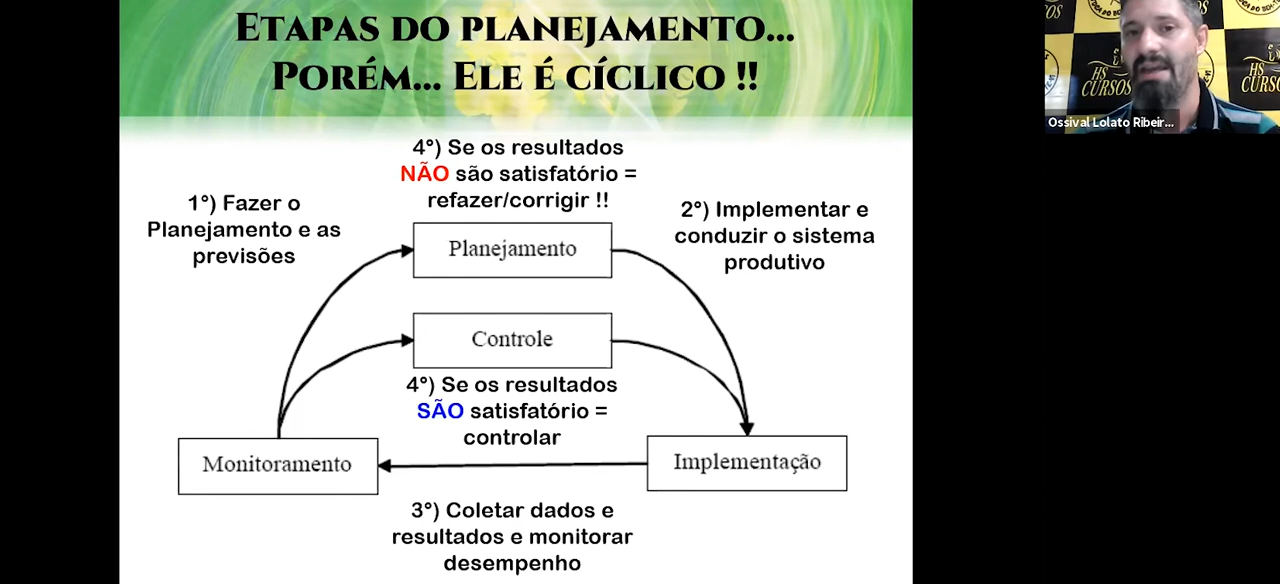 ETAPAS DO PLANEJAMENTO...
PORÉM... ELE É CÍCLICO !!
4°) Se os resultados
NÃO são satisfatório =
refazer/corrigir !!
1°) Fazer o
Planejamento e as
previsões
2°) Implementar e
conduzir o sistema
produtivo
Planejamento
Controle
4°) Se os resultados
SÃO satisfatório =
controlar
Monitoramento
Implementação
3°) Coletar dados e
resultados e monitorar
desempenho
HS
CURSOS
Ossival Lolato Ribeir...